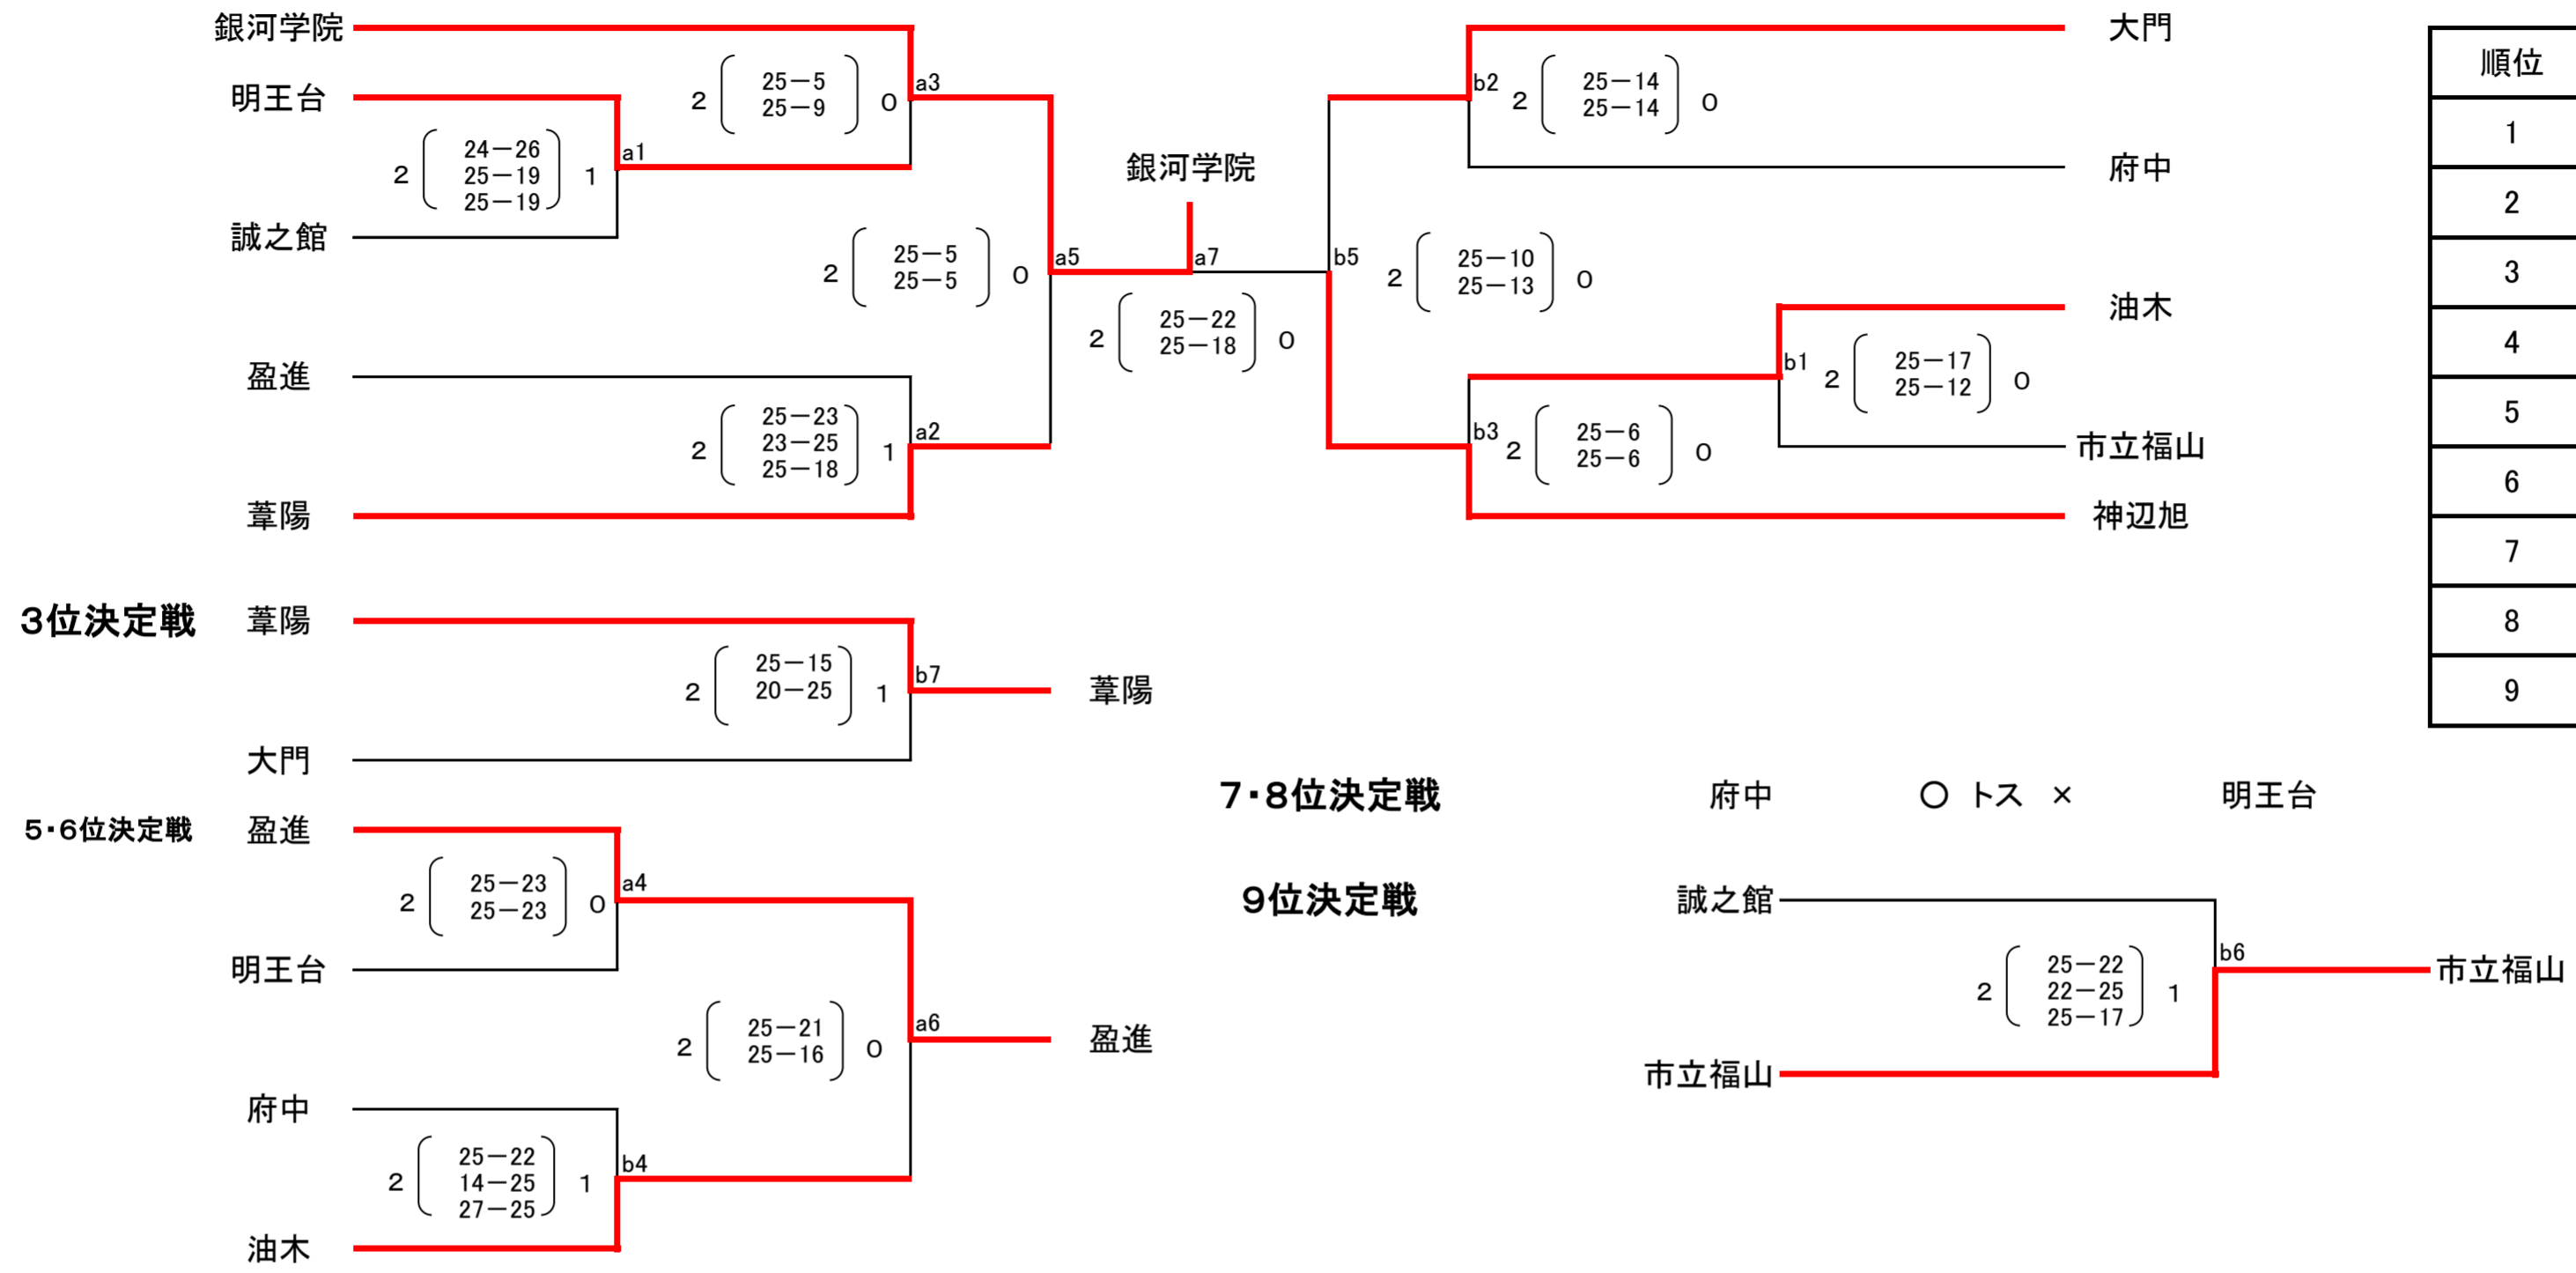 銀河学院
明王台
誠之館
盈進
葦陽
2 25－5 0
25－9
a3
24－26
2 25－19 1
25－19
a1
2 25－5 0
25－5
a5
25－23
2 23－25 1
25－18
a2
銀河学院
a7
2 25－22 0
25－18
大門
府中
油木
市立福山
神辺旭
b2
2 25－14 0
25－14
b5
2 25－10 0
25－13
b1
2 25－17 0
25－12
b3
2 25－6 0
25－6
順位
1
2
3
4
5
6
7
8
9
3位決定戦
葦陽
大門
2 25－15 1
20－25
b7
葦陽
5・6位決定戦
盈進
明王台
府中
油木
2 25－23 0
25－23
a4
2 25－21 0
25－16
a6
盈進
25－22
2 14－25 1
27－25
b4
7・8位決定戦
府中 〇 トス × 明王台
9位決定戦
誠之館
市立福山
25－22
2 22－25 1
25－17
b6
市立福山